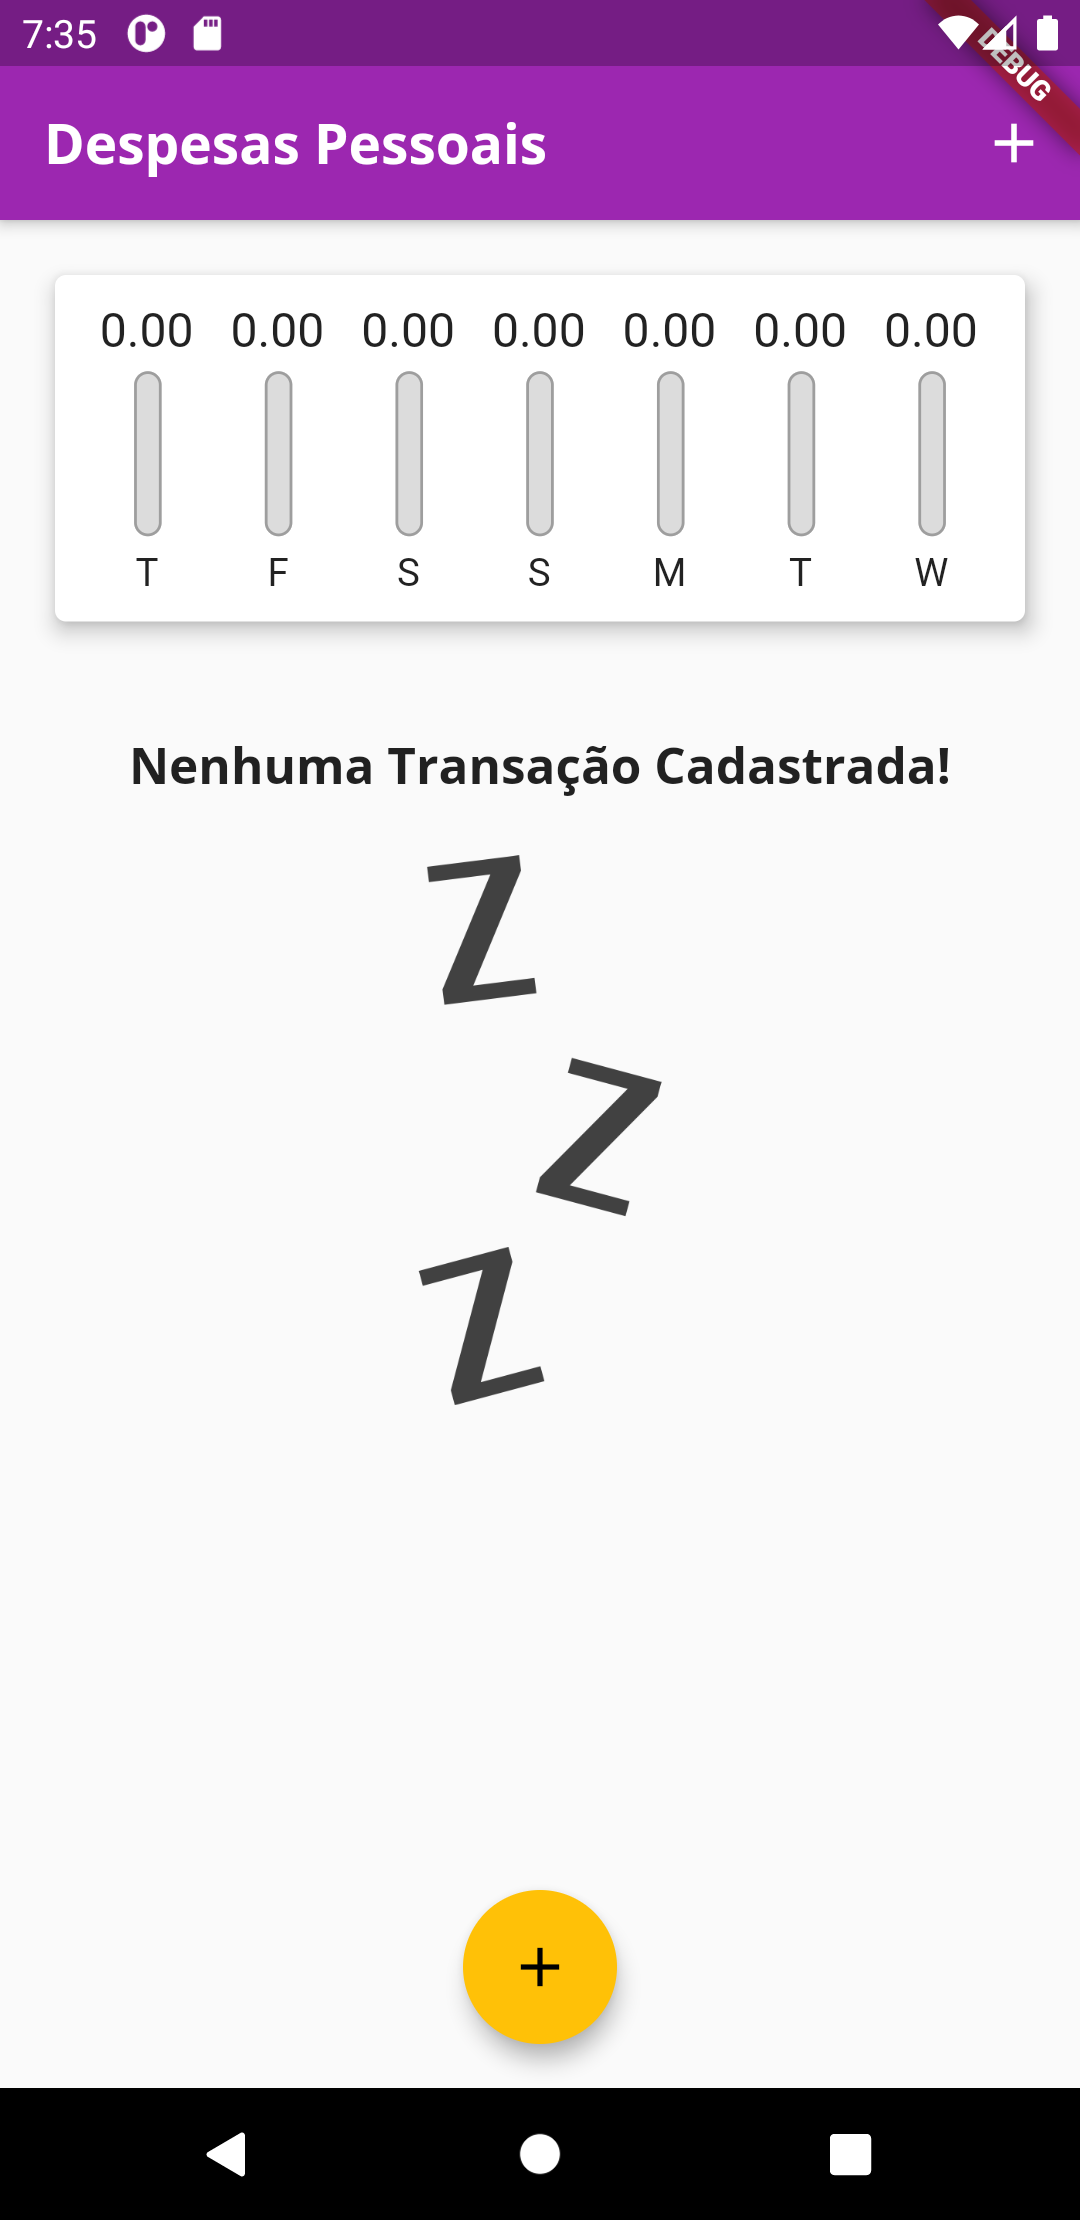 7:35
DEBUG
Despesas Pessoais
0.00 0.00 0.00 0.00 0.00 0.00 0.00
T F S S M T W
Nenhuma Transação Cadastrada!
Z
Z
Z